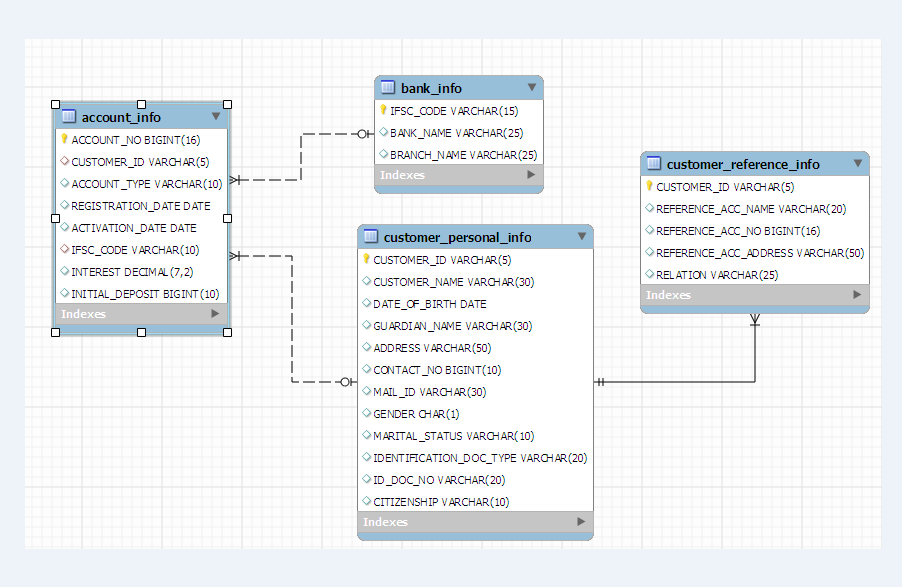 account_info
ACCOUNT_NO BIGINT(16)
CUSTOMER_ID VARCHAR(5)
ACCOUNT_TYPE VARCHAR(10)
REGISTRATION_DATE DATE
ACTIVATION_DATE DATE
IFSC_CODE VARCHAR(10)
INTEREST DECIMAL(7,2)
INITIAL_DEPOSIT BIGINT(10)
Indexes
bank_info
IFSC_CODE VARCHAR(15)
BANK_NAME VARCHAR(25)
BRANCH_NAME VARCHAR(25)
Indexes
customer_personal_info
CUSTOMER_ID VARCHAR(5)
CUSTOMER_NAME VARCHAR(30)
DATE_OF_BIRTH DATE
GUARDIAN_NAME VARCHAR(30)
ADDRESS VARCHAR(50)
CONTACT_NO BIGINT(10)
MAIL_ID VARCHAR(30)
GENDER CHAR(1)
MARITAL_STATUS VARCHAR(10)
IDENTIFICATION_DOC_TYPE VARCHAR(20)
ID_DOC_NO VARCHAR(20)
CITIZENSHIP VARCHAR(10)
Indexes
customer_reference_info
CUSTOMER_ID VARCHAR(5)
REFERENCE_ACC_NAME VARCHAR(20)
REFERENCE_ACC_NO BIGINT(16)
REFERENCE_ACC_ADDRESS VARCHAR(50)
RELATION VARCHAR(25)
Indexes